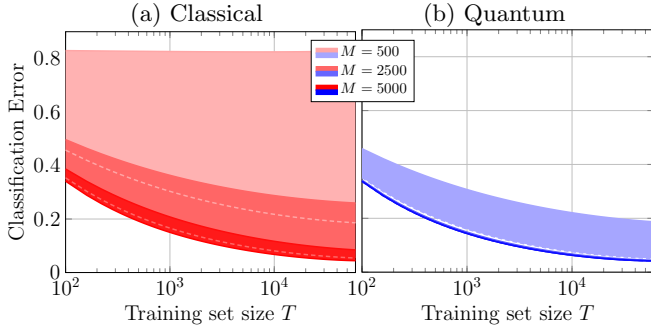 (a) Classical
(b) Quantum
M = 500
M = 2500
M = 5000
Classification Error
0.8
0.6
0.4
0.2
0
10^2
10^3
10^4
10^2
10^3
10^4
Training set size T
Training set size T